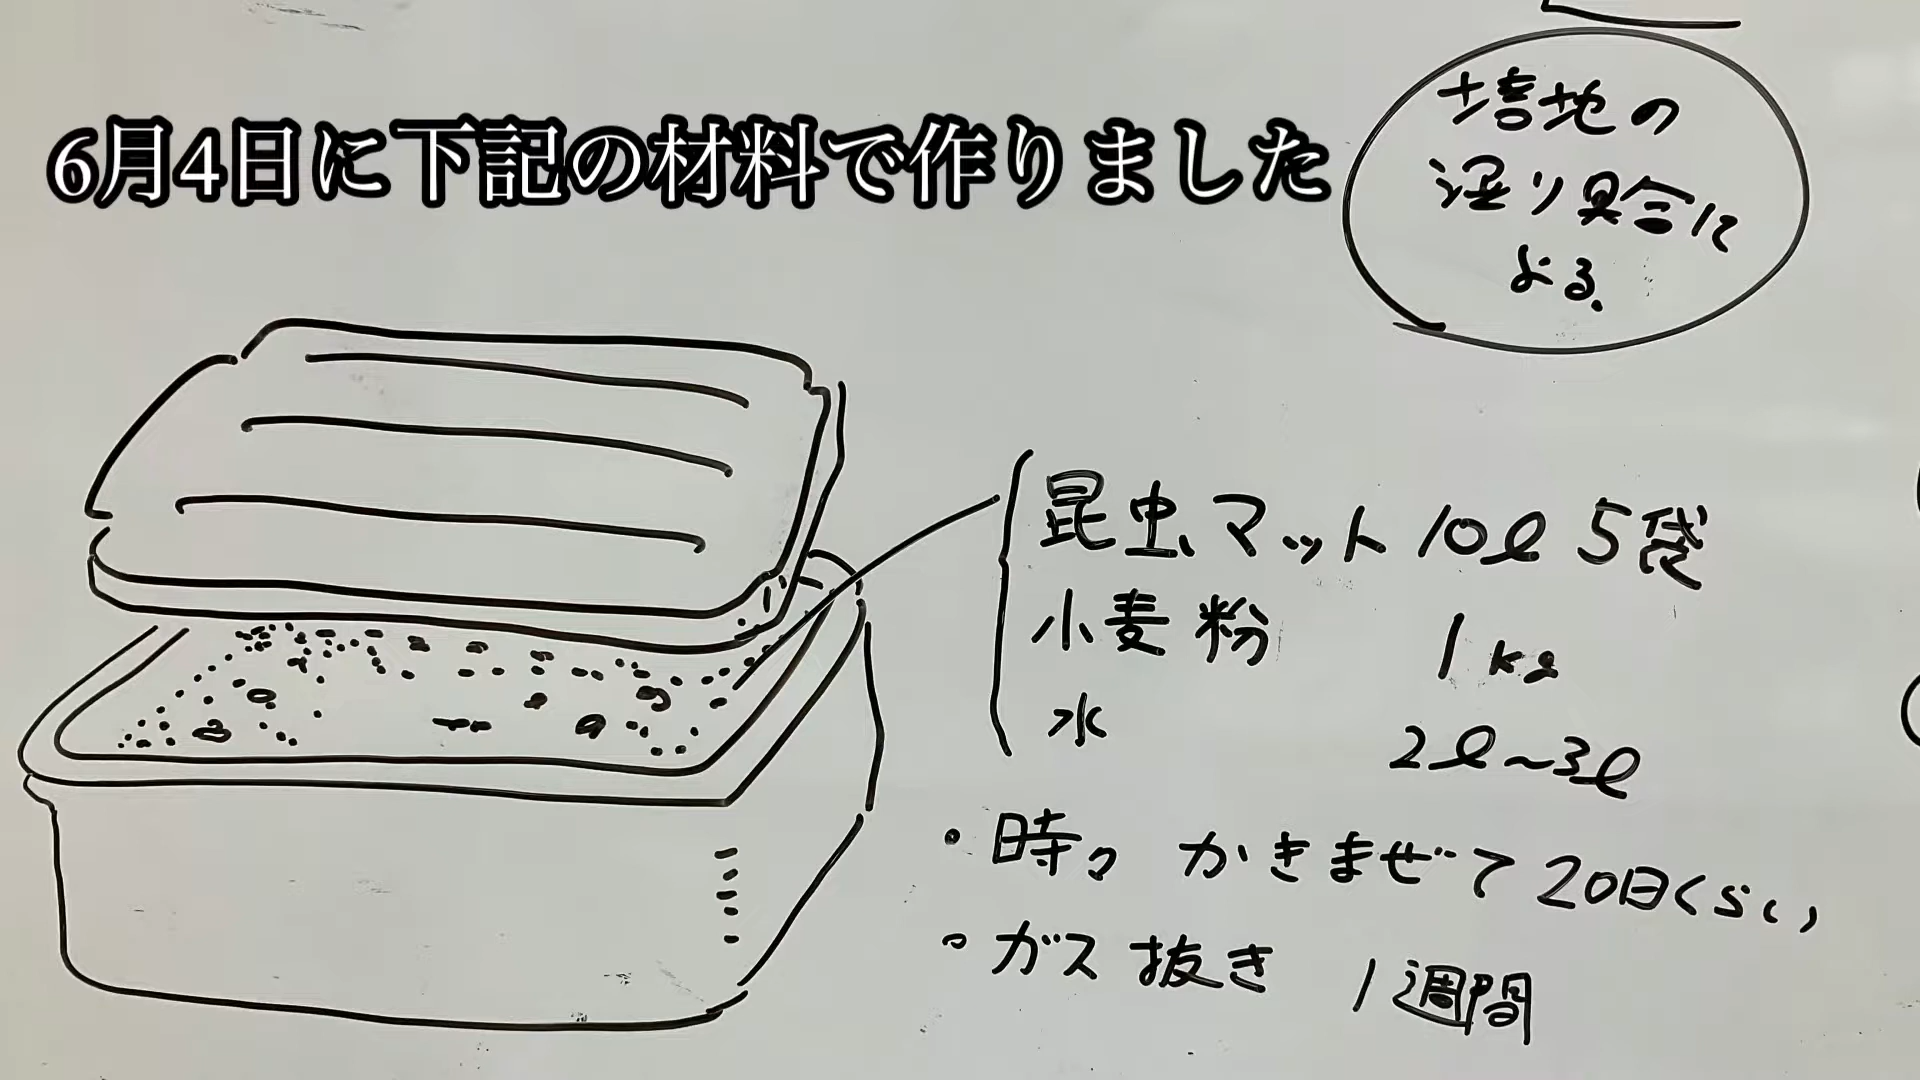 6月4日に下記の材料で作りました
培地の
湿り具合に
よる、
昆虫マット 10ℓ 5袋
小麦粉 1kg
水 2ℓ~3ℓ
・時々 かきまぜて 20日くらい
・ガス抜き 1週間